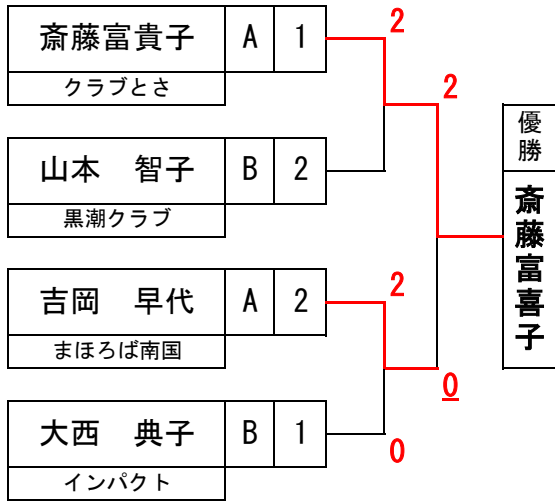 斎藤富貴子 A 1
クラブとさ
2
2
山本 智子 B 2
黒潮クラブ
優勝
斎藤富喜子
吉岡 早代 A 2
まほろば南国
2
0
大西 典子 B 1
インパクト
0